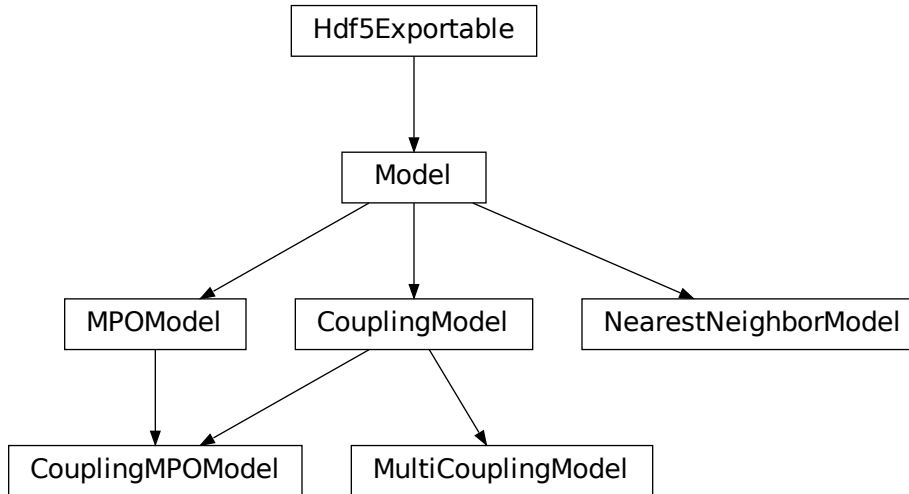 Hdf5Exportable
Model
MPOModel
CouplingModel
NearestNeighborModel
CouplingMPOModel
MultiCouplingModel